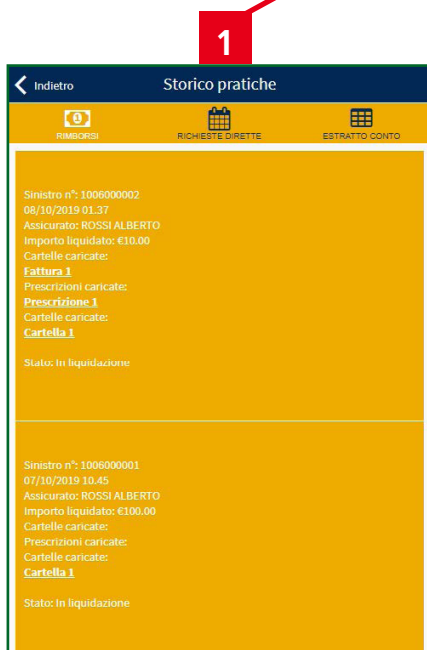 1
Indietro
Storico pratiche
RIMBORSI
RICHIESTE DIRETTE
ESTRATTO CONTO
Sinistro n°: 1006000002
08/10/2019 01.37
Assicurato: ROSSI ALBERTO
Importo liquidato: €10.00
Cartelle caricate:
Fattura 1
Prescrizioni caricate:
Prescrizione 1
Cartelle caricate:
Cartella 1
Stato: In liquidazione
Sinistro n°: 1006000001
07/10/2019 10.45
Assicurato: ROSSI ALBERTO
Importo liquidato: €100.00
Cartelle caricate:
Prescrizioni caricate:
Cartelle caricate:
Cartella 1
Stato: In liquidazione